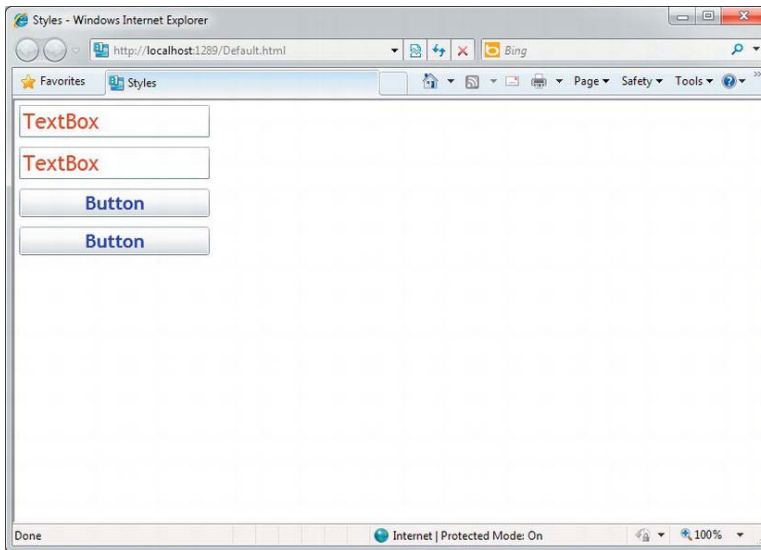 Styles - Windows Internet Explorer
http://localhost:1289/Default.html
Bing
Favorites
Styles
Page
Safety
Tools
TextBox
TextBox
Button
Button
Done
Internet | Protected Mode: On
100%